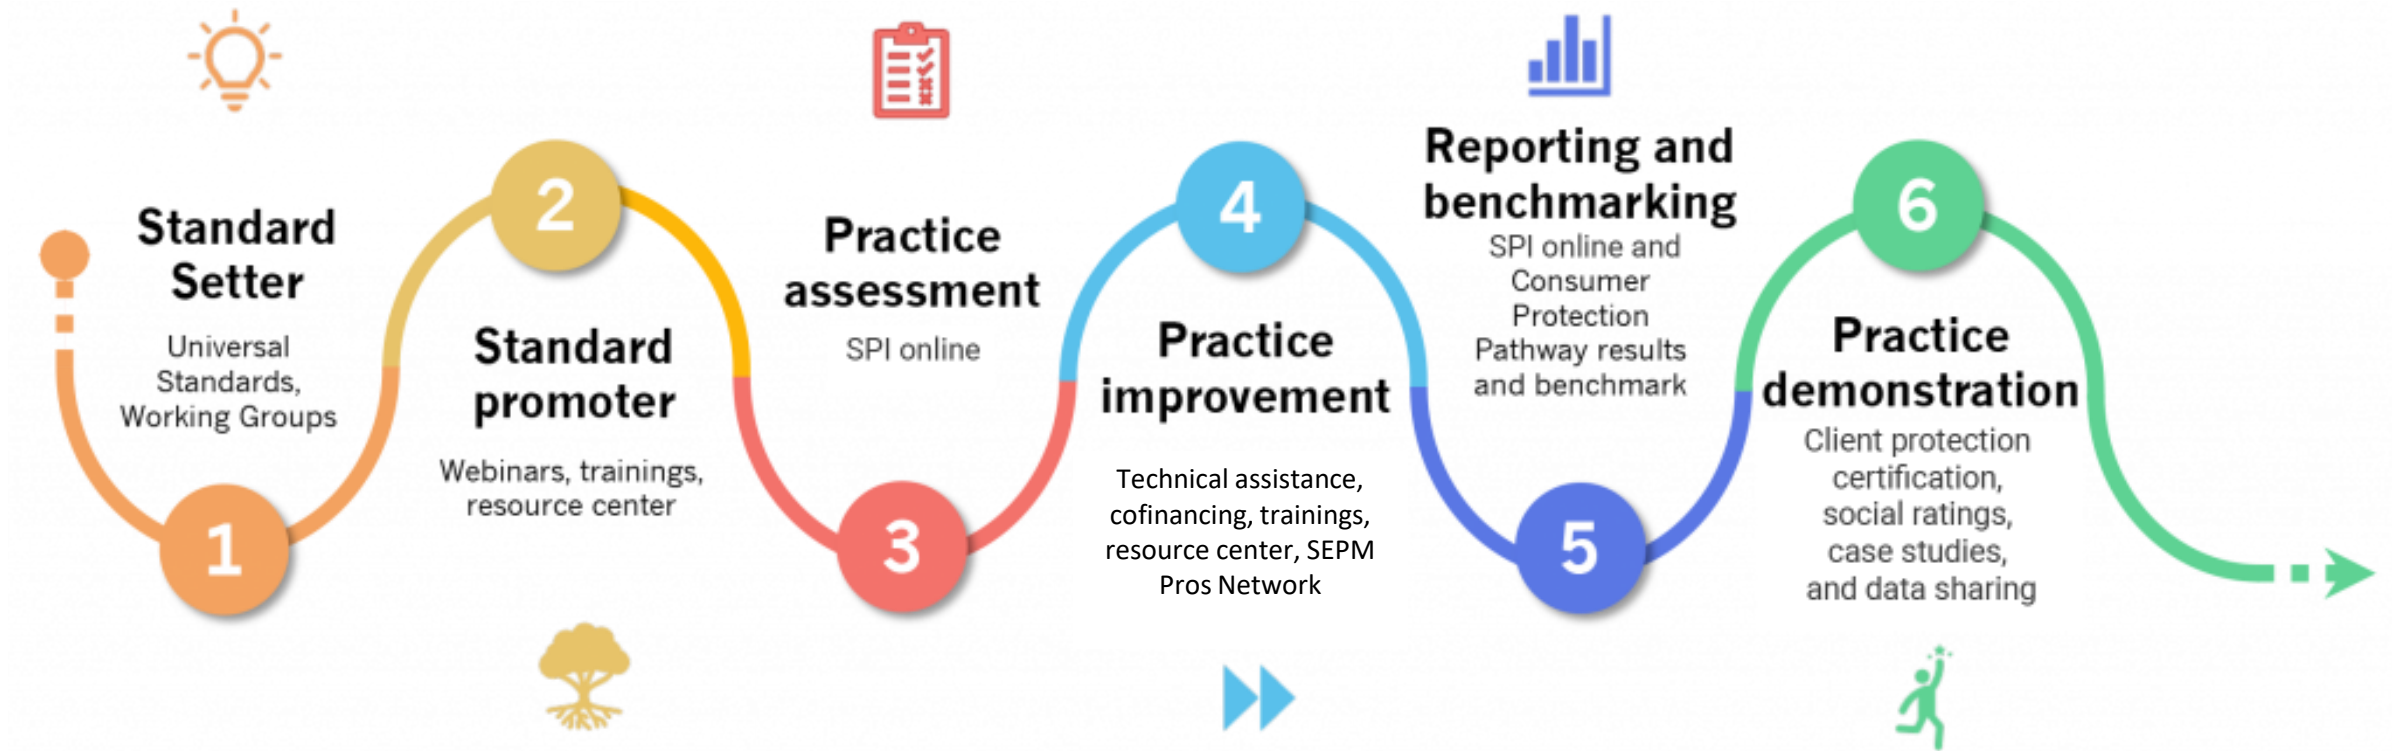 1
Standard
Setter
Universal
Standards,
Working Groups
2
Standard
promoter
Webinars, trainings,
resource center
3
Practice
assessment
SPI online
4
Practice
improvement
Technical assistance,
cofinancing, trainings,
resource center, SEPM
Pros Network
5
Reporting and
benchmarking
SPI online and
Consumer
Protection
Pathway results
and benchmark
6
Practice
demonstration
Client protection
certification,
social ratings,
case studies,
and data sharing